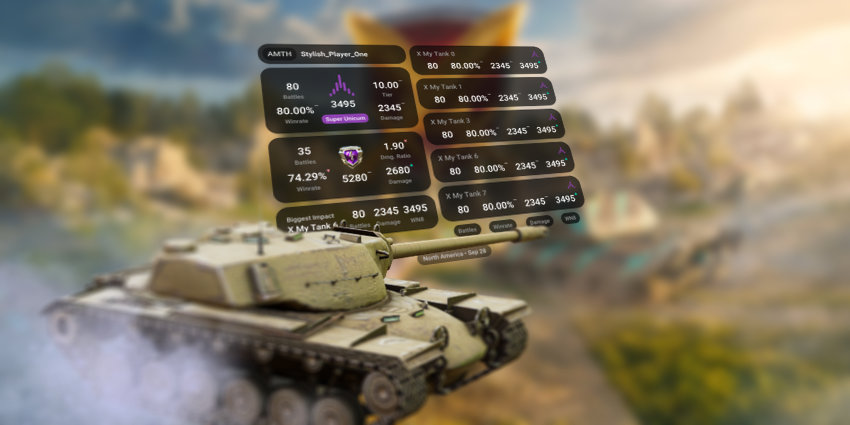 AMTH Stylish_Player_One
80
Battles
80.00%
Winrate
3495
Super Unicum
10.00
Tier
2345
Damage
35
Battles
74.29%
Winrate
5280
1.90
Dmg. Ratio
2680
Damage
Biggest Impact
X My Tank 6
80 2345 3495
Battles Damage WN8
X My Tank 0
80 80.00% 2345 3495
X My Tank 1
80 80.00% 2345 3495
X My Tank 3
80 80.00% 2345 3495
X My Tank 6
80 80.00% 2345 3495
X My Tank 7
80 80.00% 2345 3495
Battles Winrate Damage WN8
North America • Sep 26